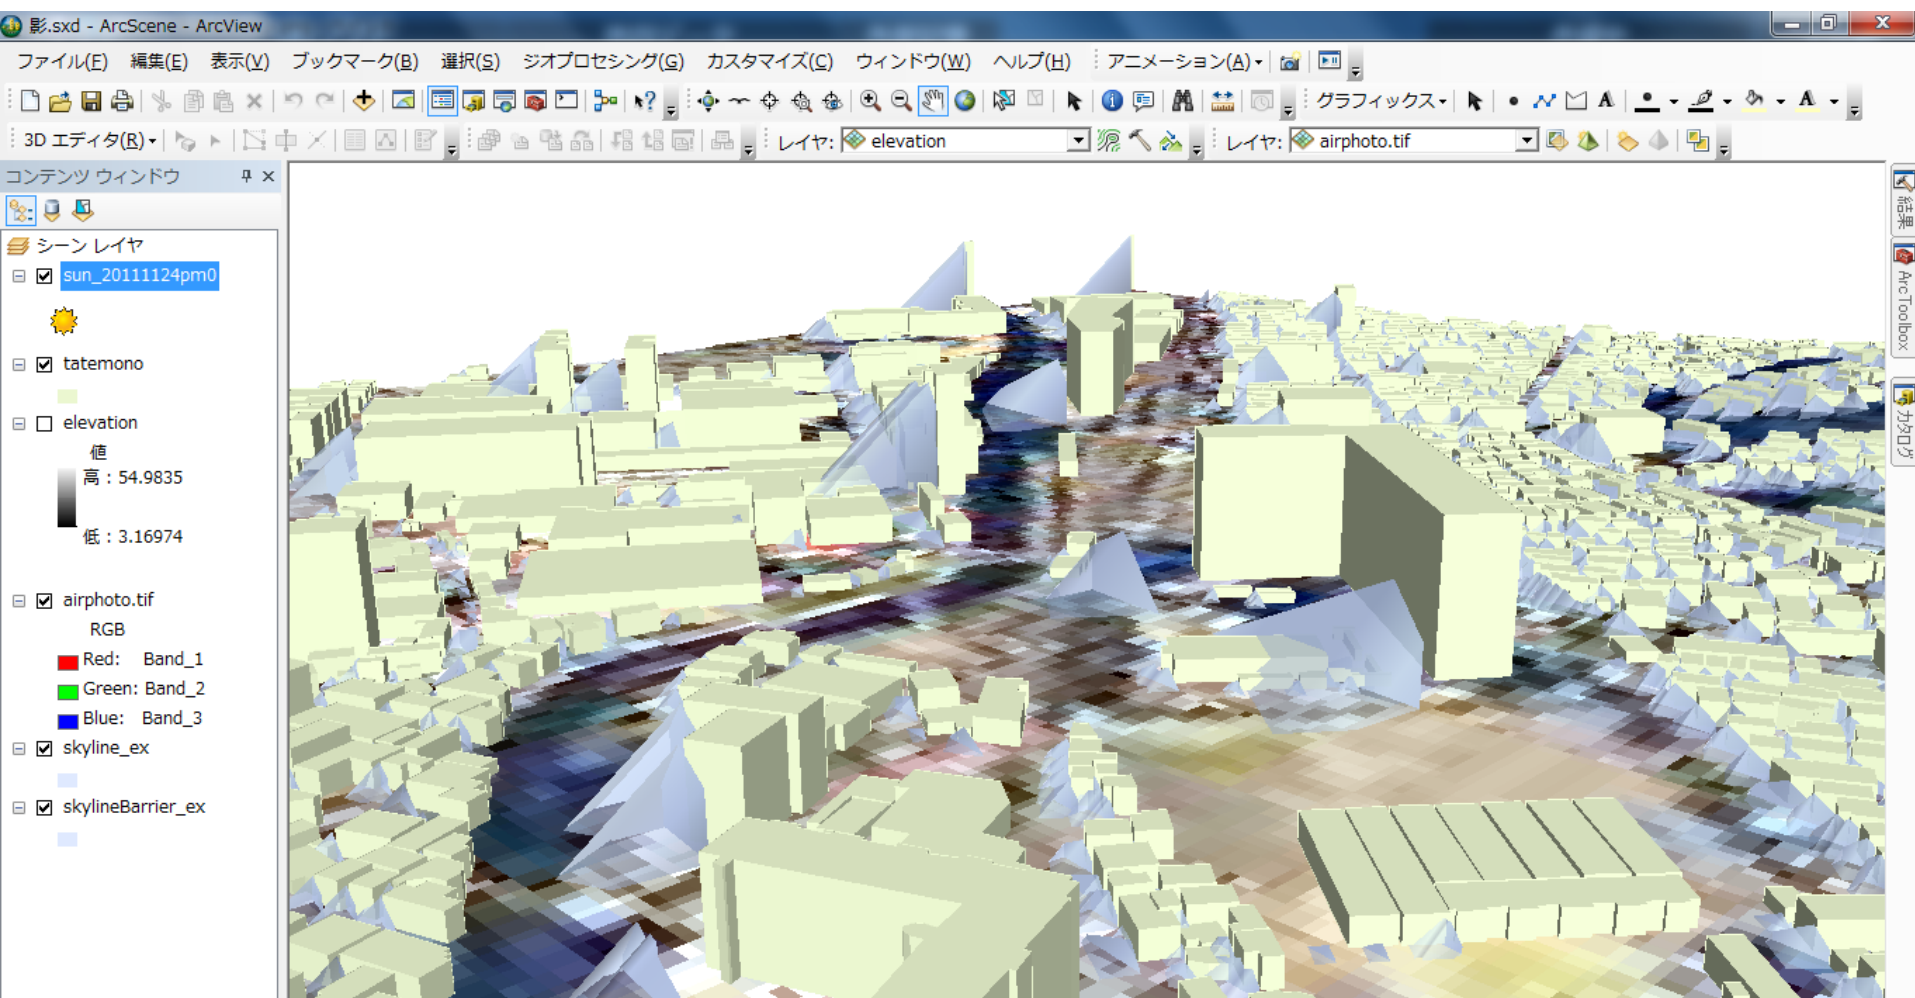 影.sxd - ArcScene - ArcView
ファイル(F) 編集(E) 表示(V) ブックマーク(B) 選択(S) ジオプロセシング(G) カスタマイズ(C) ウィンドウ(W) ヘルプ(H) アニメーション(A)
グラフィックス A A
3D エディタ(R) レイヤ: elevation レイヤ: airphoto.tif
コンテンツ ウィンドウ
シーン レイヤ
sun_20111124pm0
tatemono
elevation
値
高 : 54.9835
低 : 3.16974
airphoto.tif
RGB
Red: Band_1
Green: Band_2
Blue: Band_3
skyline_ex
skylineBarrier_ex
結果
ArcToolbox
カタログ